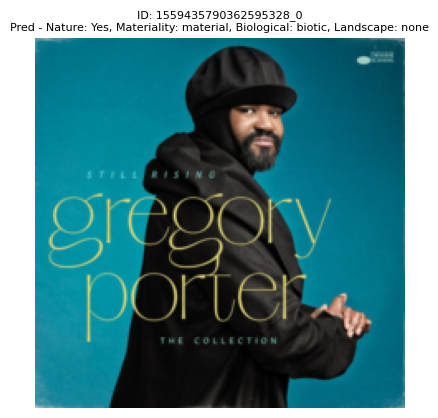 ID: 1559435790362595328_0
Pred - Nature: Yes, Materiality: material, Biological: biotic, Landscape: none
STILL RISING
gregory
porter
THE COLLECTION